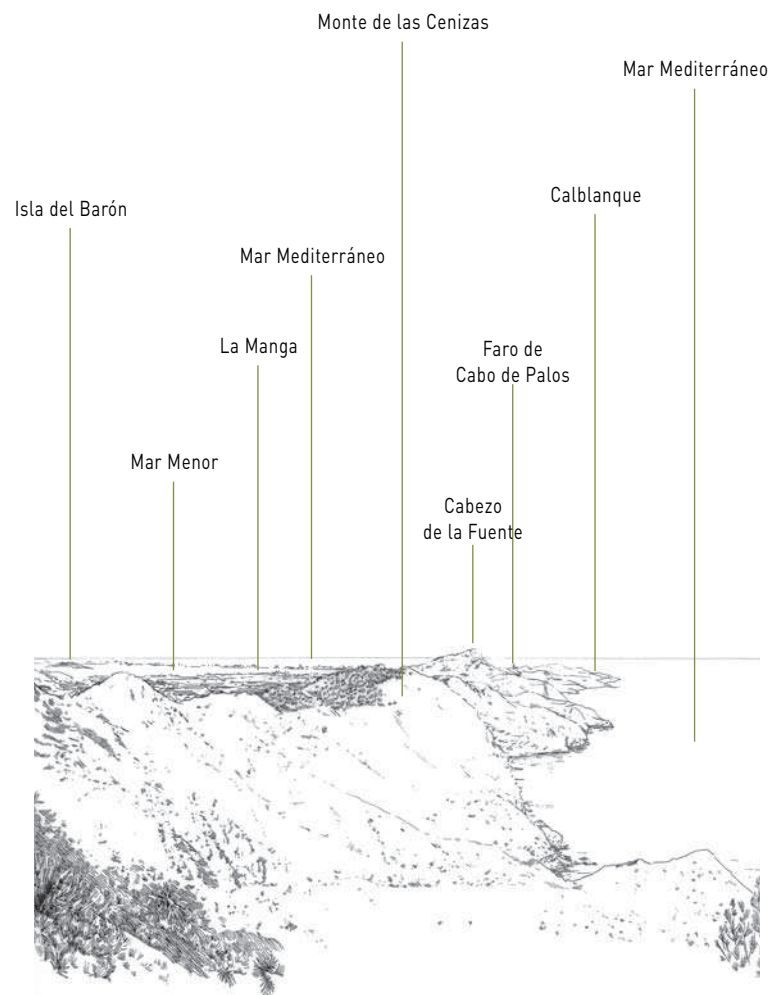 Monte de las Cenizas
Mar Mediterráneo
Calblanque
Isla del Barón
Mar Mediterráneo
La Manga
Faro de
Cabo de Palos
Mar Menor
Cabezo
de la Fuente